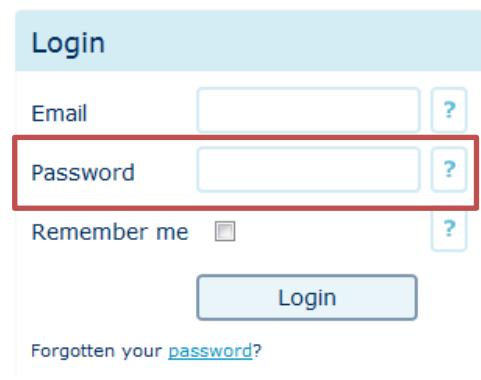 Login
Email ?
Password ?
Remember me ?
Login
Forgotten your password?